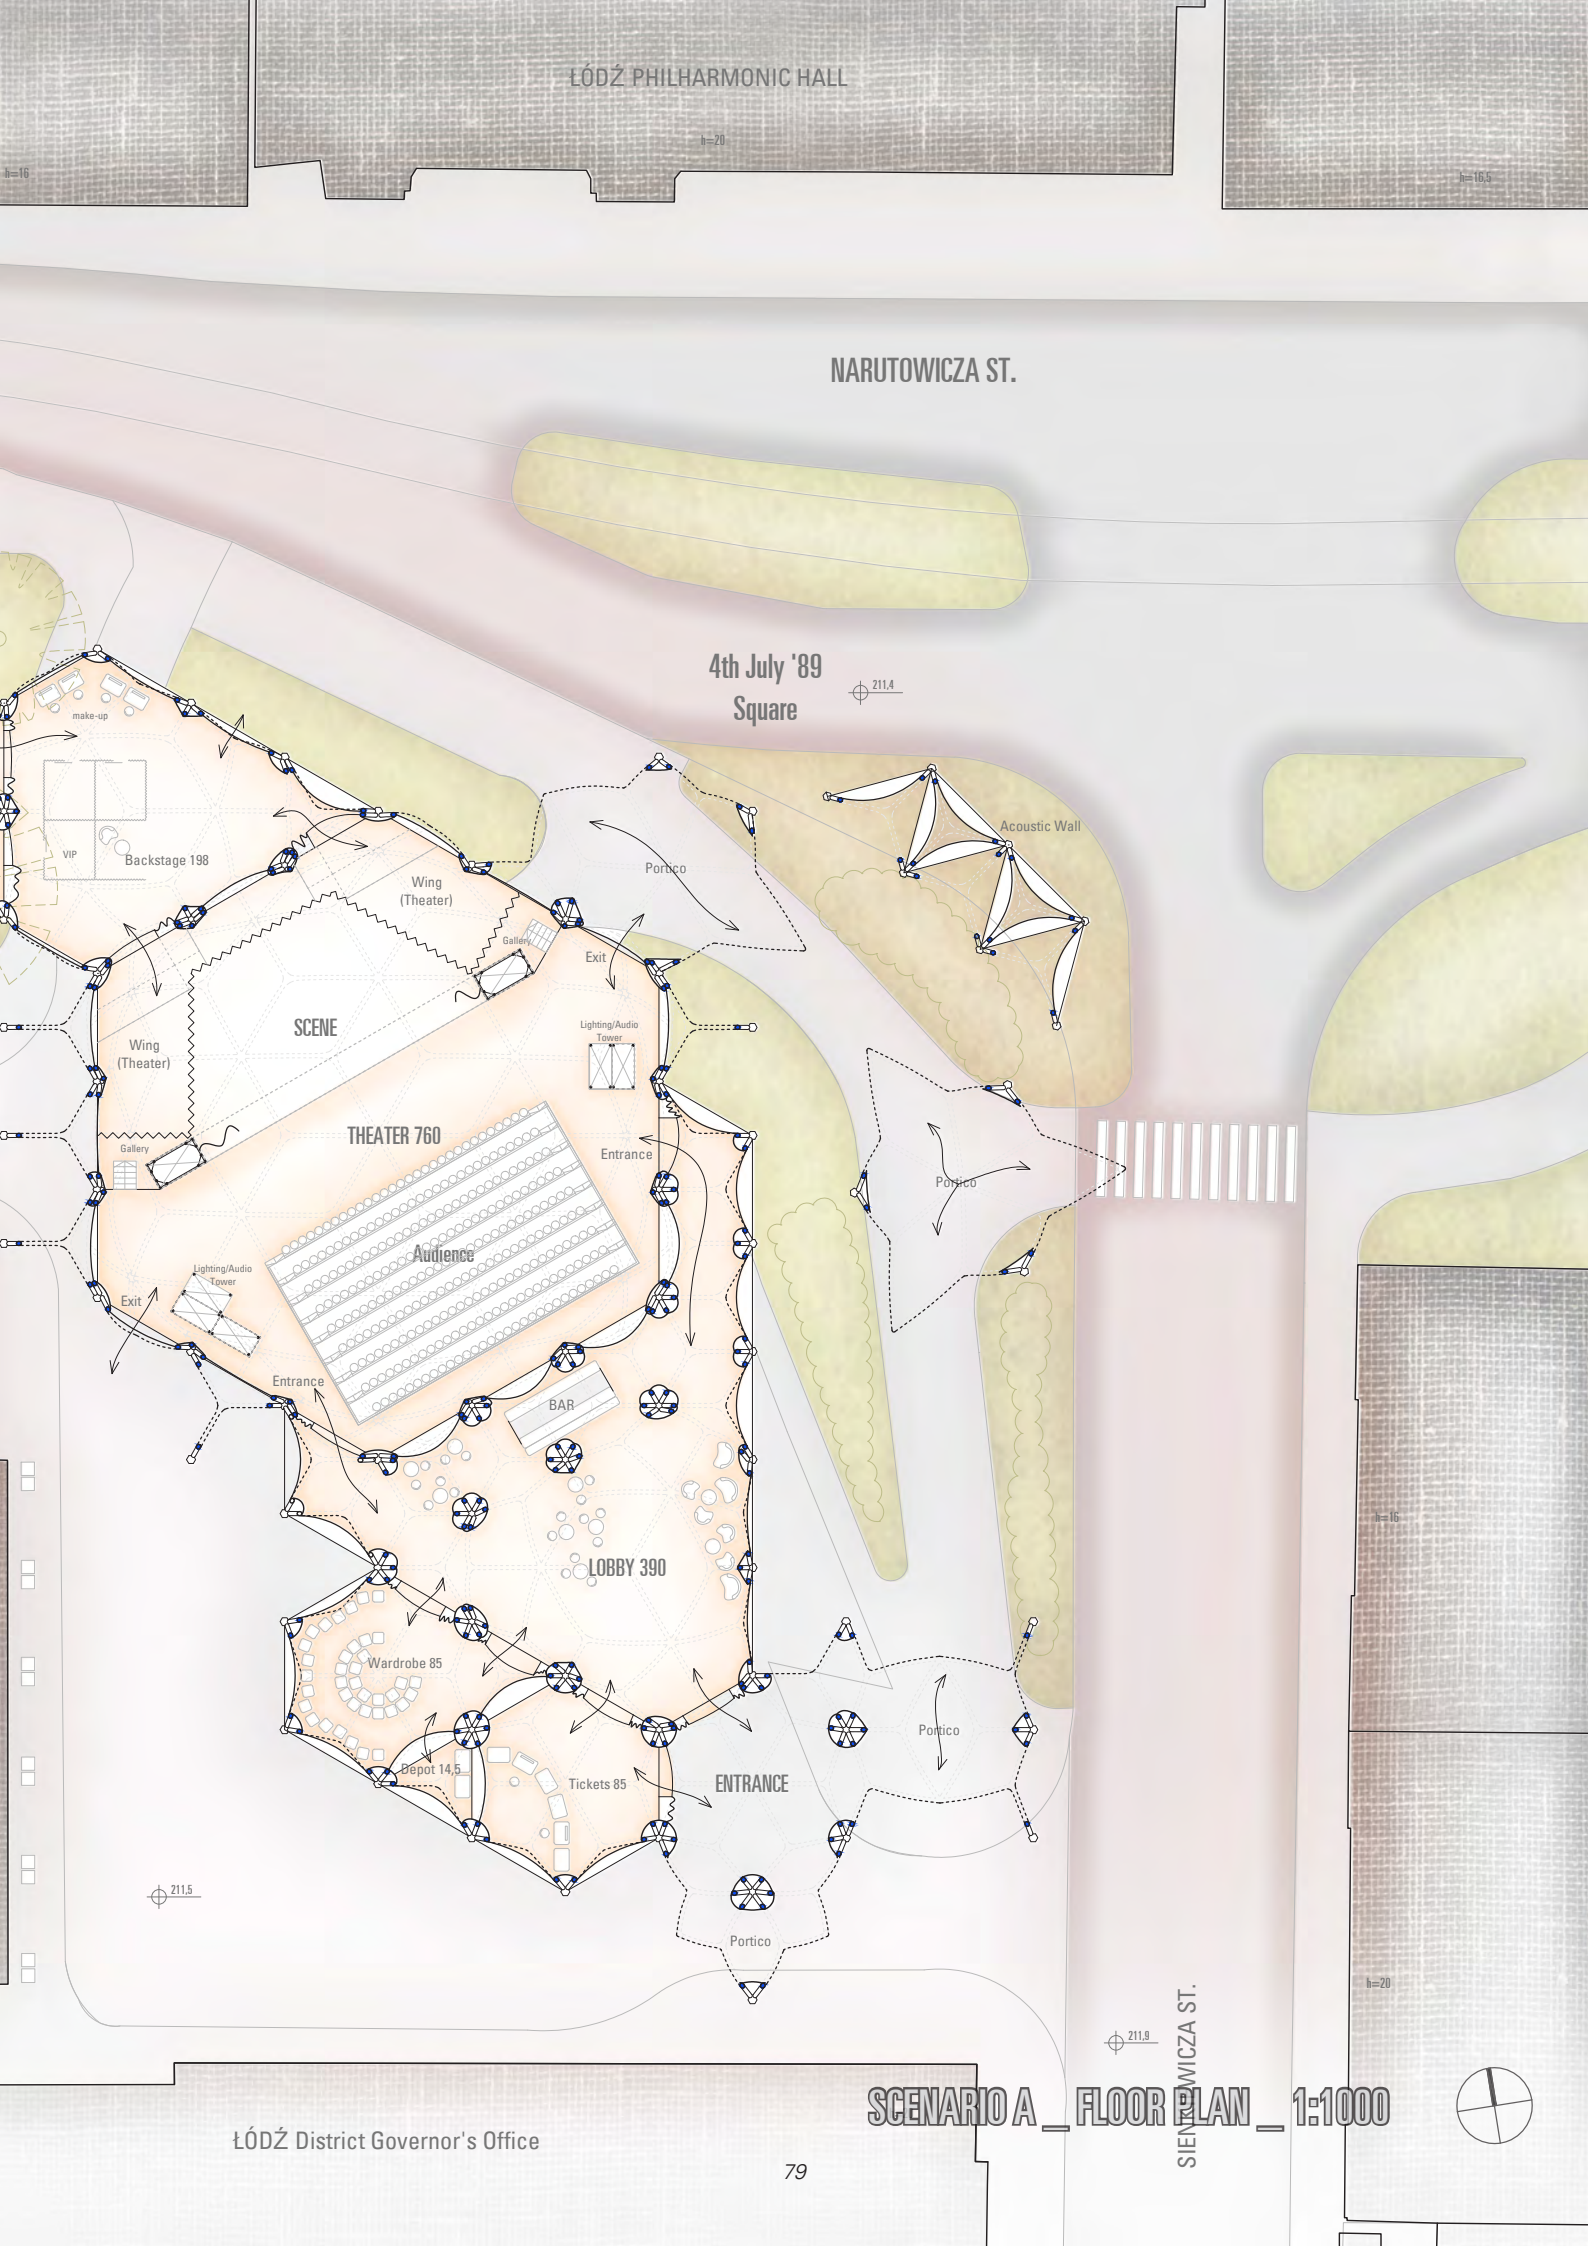 ŁÓDŹ PHILHARMONIC HALL
h=20
h=16
h=16,5
NARUTOWICZA ST.
4th July '89
Square
211,4
make-up
VIP
Backstage 198
Wing
(Theater)
Gallery
Portico
Acoustic Wall
Exit
SCENE
Lighting/Audio
Tower
Wing
(Theater)
THEATER 760
Gallery
Entrance
Portico
Audience
Lighting/Audio
Tower
Exit
Entrance
BAR
LOBBY 390
h=16
Wardrobe 85
Portico
Depot 14,5
Tickets 85
ENTRANCE
211,5
Portico
h=20
211,9
SIENKIEWICZA ST.
SCENARIO A _ FLOOR PLAN _ 1:1000
ŁÓDŹ District Governor's Office
79